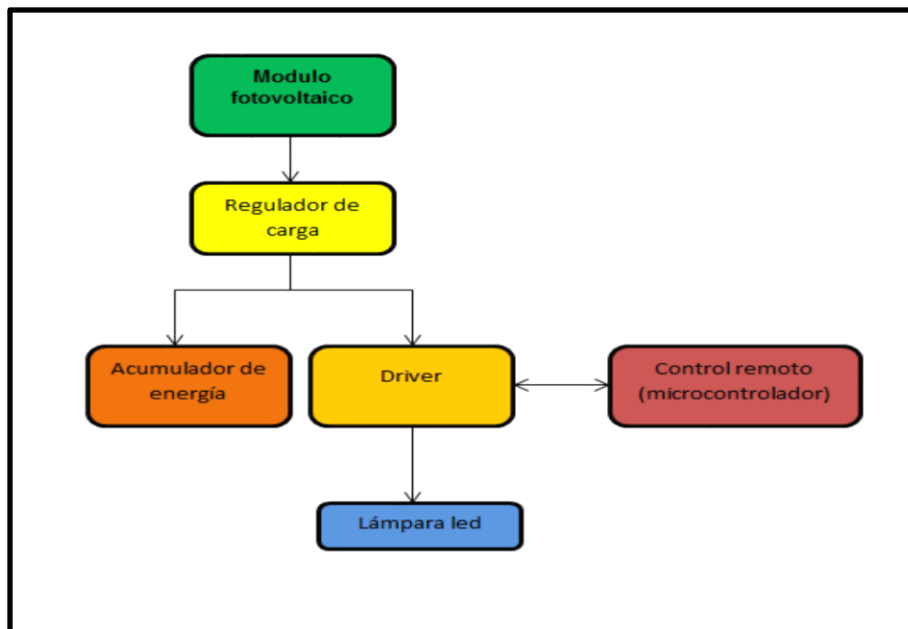 Modulo
fotovoltaico
Regulador de
carga
Acumulador de
energía
Driver
Control remoto
(microcontrolador)
Lámpara led